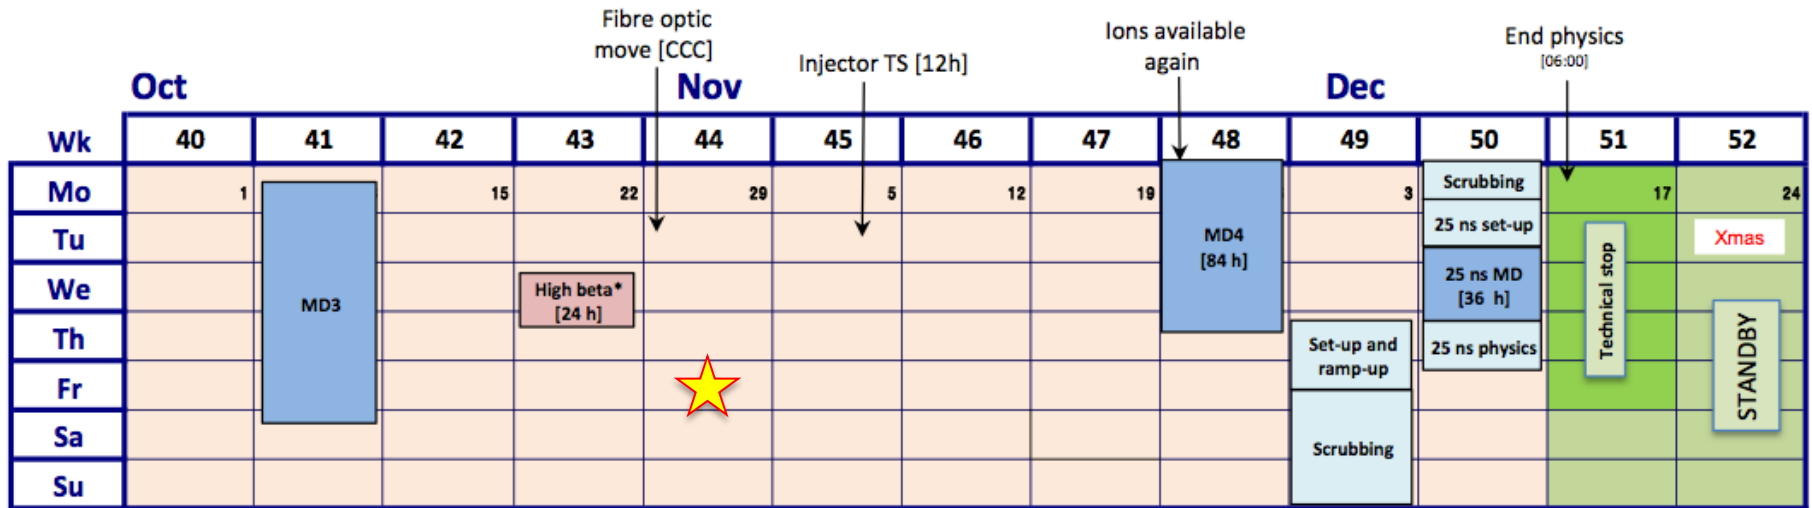 Fibre optic
move [CCC]
Injector TS [12h]
Ions available
again
End physics
[06:00]
Oct
Nov
Dec
Wk 40 41 42 43 44 45 46 47 48 49 50 51 52
Mo 1 15 22 29 5 12 19 3 Scrubbing 17 24
Tu 25 ns set-up Xmas
We
Th
Fr
Sa
Su
MD3
High beta*
[24 h]
MD4
[84 h]
Set-up and
ramp-up
Scrubbing
25 ns MD
[36 h]
25 ns physics
Technical stop
STANDBY